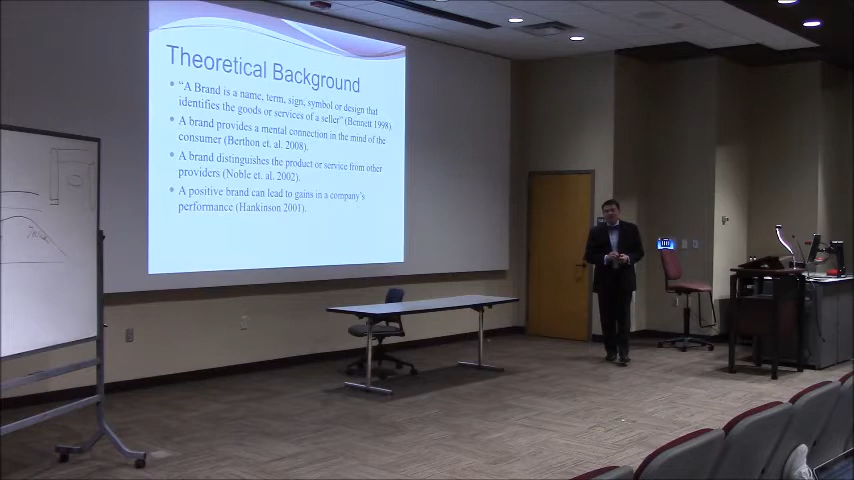 Theoretical Background
• “A Brand is a name, term, sign, symbol or design that
identifies the goods or services of a seller” (Bennett 1998).
• A brand provides a mental connection in the mind of the
consumer (Berthon et. al. 2008).
• A brand distinguishes the product or service from other
providers (Noble et. al. 2002).
• A positive brand can lead to gains in a company’s
performance (Hankinson 2001).